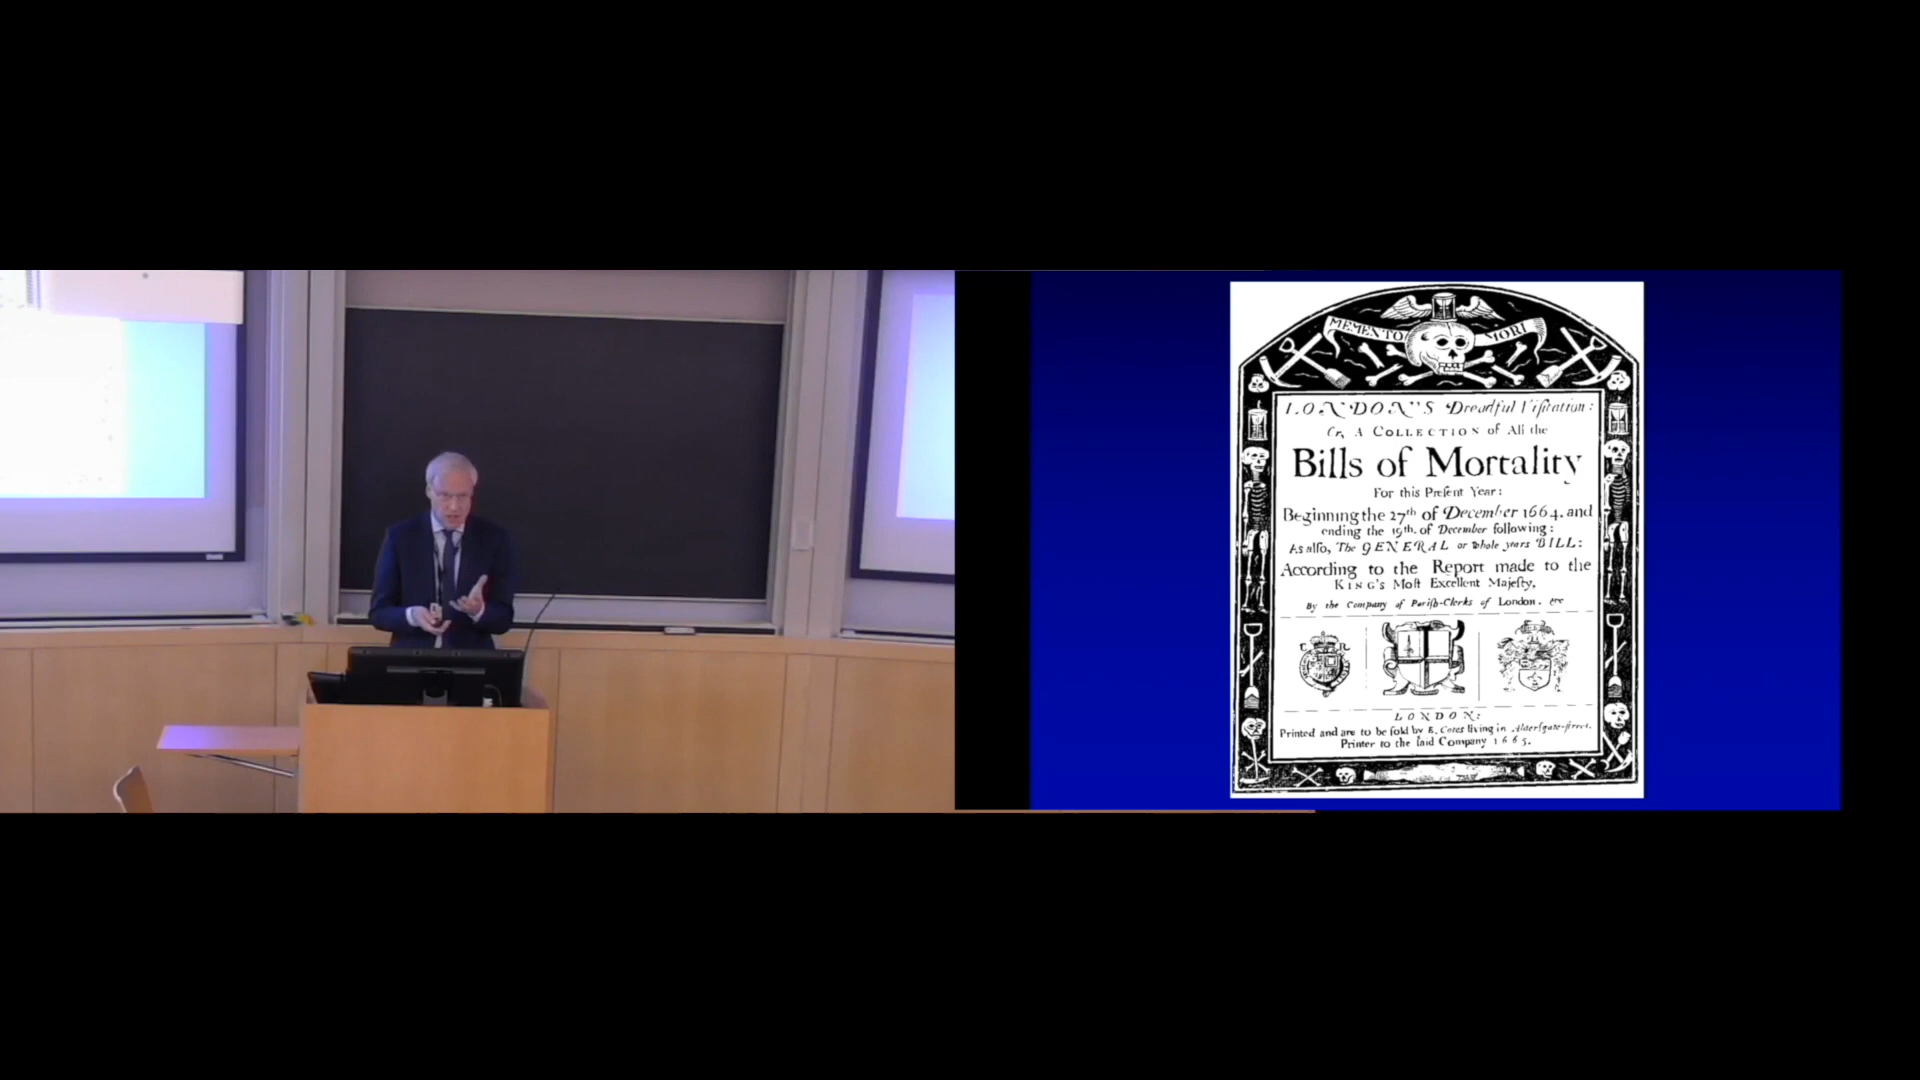 MEMENTO MORI
LONDON'S Dreadful Visitation:
Or, A COLLECTION of All the
Bills of Mortality
For this Present Year:
Beginning the 27th of December 1664. and
ending the 19th. of December following:
As also, The GENERAL or whole years BILL:
According to the Report made to the
KING'S Most Excellent Majesty,
By the Company of Parish-Clerks of London. &c
LONDON:
Printed and are to be sold by E. Cotes living in Aldersgate-street.
Printer to the said Company 1665.